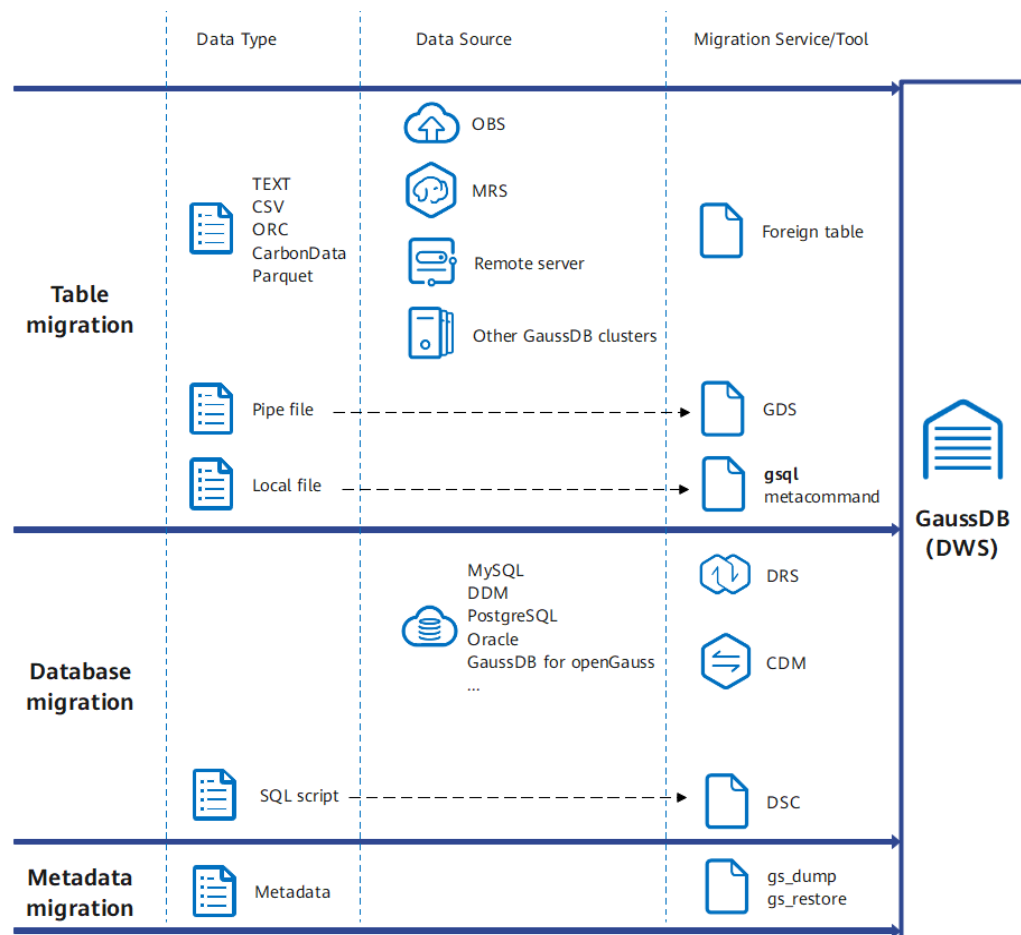 Data Type
Data Source
Migration Service/Tool
Table
migration
TEXT
CSV
ORC
CarbonData
Parquet
OBS
MRS
Remote server
Other GaussDB clusters
Foreign table
Pipe file
GDS
Local file
gsql
metacommand
GaussDB
(DWS)
Database
migration
MySQL
DDM
PostgreSQL
Oracle
GaussDB for openGauss
...
DRS
CDM
SQL script
DSC
Metadata
migration
Metadata
gs_dump
gs_restore